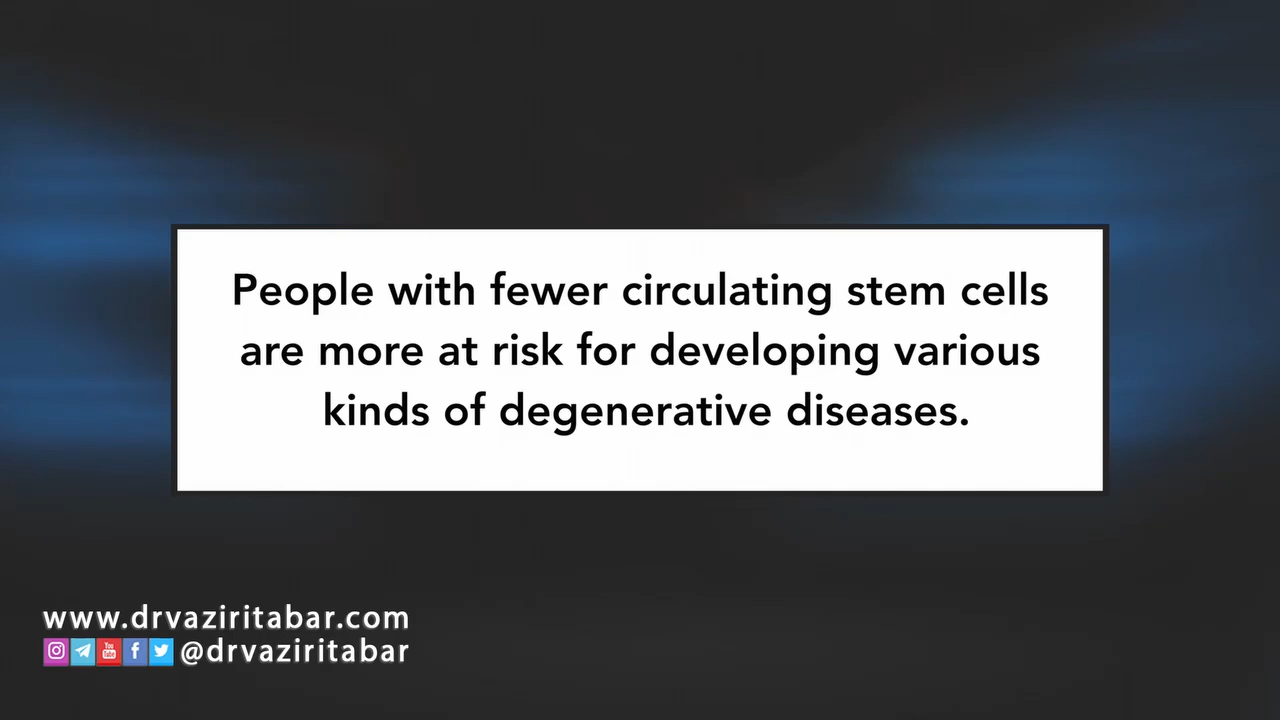 People with fewer circulating stem cells
are more at risk for developing various
kinds of degenerative diseases.
www.drvaziritabar.com
@drvaziritabar